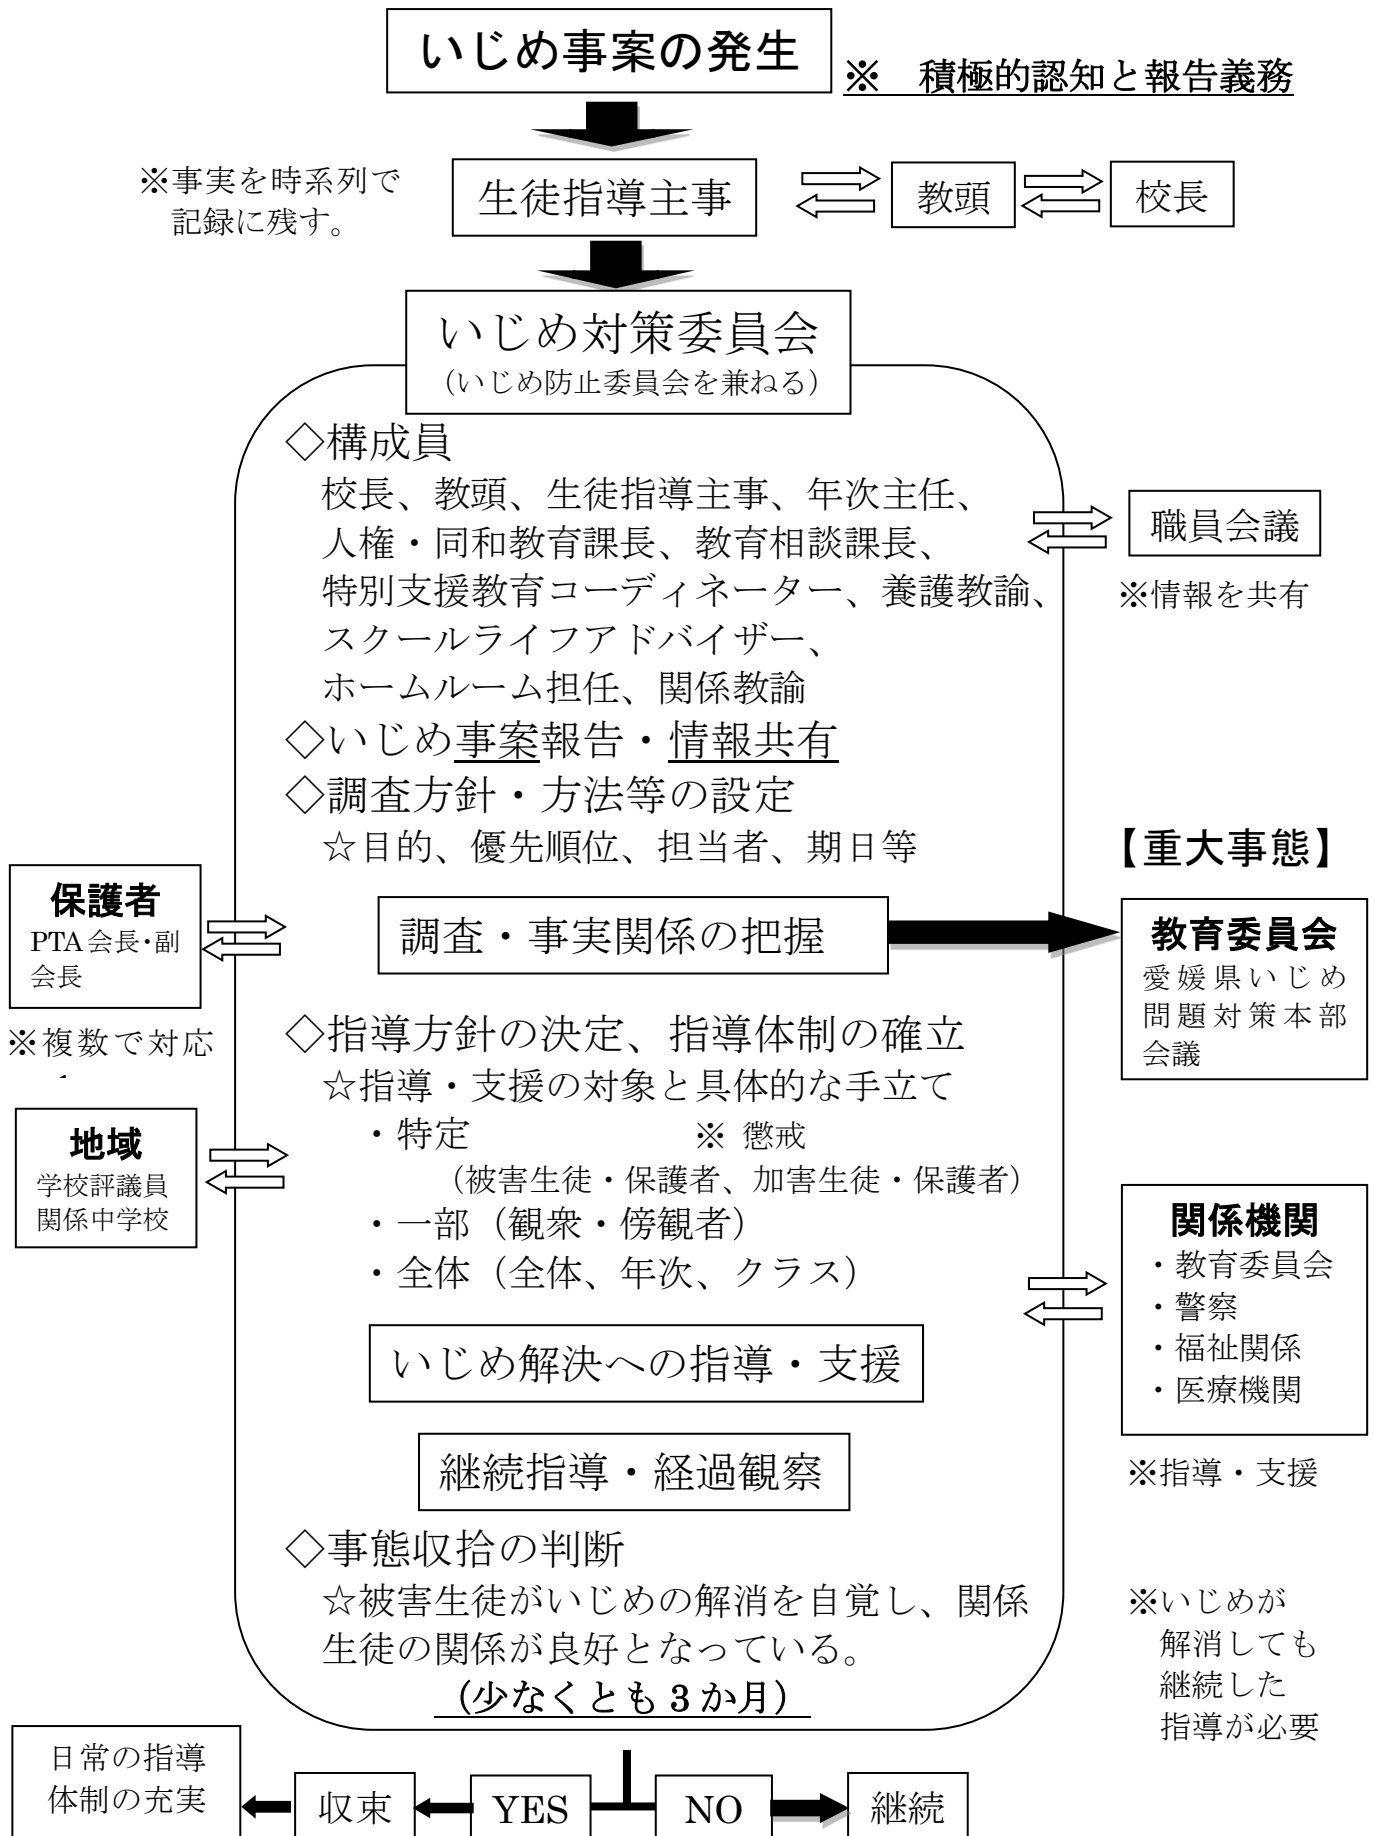 いじめ事案の発生
※　積極的認知と報告義務
※事実を時系列で
記録に残す。
生徒指導主事
教頭
校長
いじめ対策委員会
（いじめ防止委員会を兼ねる）
◇構成員
校長、教頭、生徒指導主事、年次主任、
人権・同和教育課長、教育相談課長、
特別支援教育コーディネーター、養護教諭、
スクールライフアドバイザー、
ホームルーム担任、関係教諭
職員会議
※情報を共有
◇いじめ事案報告・情報共有
◇調査方針・方法等の設定
☆目的、優先順位、担当者、期日等
【重大事態】
保護者
PTA会長・副
会長
※複数で対応
調査・事実関係の把握
教育委員会
愛媛県いじめ
問題対策本部
会議
◇指導方針の決定、指導体制の確立
☆指導・支援の対象と具体的な手立て
・特定　※ 懲戒
（被害生徒・保護者、加害生徒・保護者）
・一部（観衆・傍観者）
・全体（全体、年次、クラス）
地域
学校評議員
関係中学校
関係機関
・教育委員会
・警察
・福祉関係
・医療機関
※指導・支援
いじめ解決への指導・支援
継続指導・経過観察
◇事態収拾の判断
☆被害生徒がいじめの解消を自覚し、関係
生徒の関係が良好となっている。
（少なくとも3か月）
※いじめが
解消しても
継続した
指導が必要
日常の指導
体制の充実
収束
YES
NO
継続